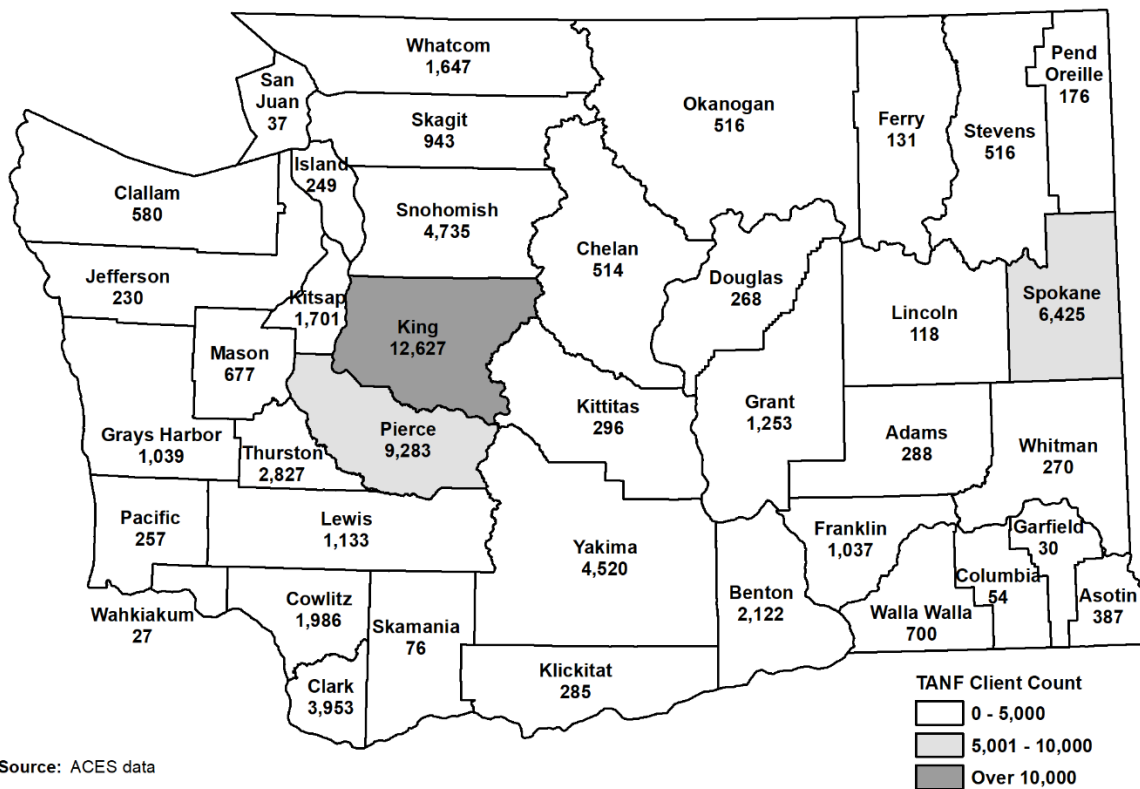 Whatcom
1,647
San
Juan
37
Skagit
943
Island
249
Clallam
580
Snohomish
4,735
Okanogan
516
Ferry
131
Stevens
516
Pend
Oreille
176
Chelan
514
Jefferson
230
Kitsap
1,701
Douglas
268
Spokane
6,425
Lincoln
118
King
12,627
Mason
677
Kittitas
296
Grant
1,253
Grays Harbor
1,039
Thurston
2,827
Pierce
9,283
Adams
288
Whitman
270
Pacific
257
Lewis
1,133
Yakima
4,520
Franklin
1,037
Garfield
30
Columbia
54
Asotin
387
Benton
2,122
Walla Walla
700
Wahkiakum
27
Cowlitz
1,986
Skamania
76
Klickitat
285
Clark
3,953
TANF Client Count
0 - 5,000
5,001 - 10,000
Over 10,000
Source: ACES data